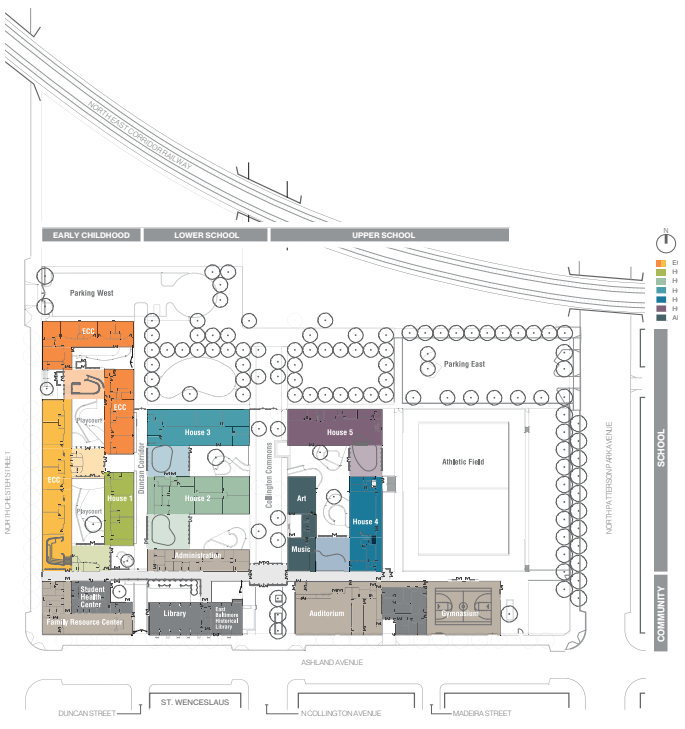 NORTH EAST CORRIDOR RAILWAY
EARLY CHILDHOOD
LOWER SCHOOL
UPPER SCHOOL
N
Parking West
ECC
Parking East
ECC
Playcourt
House 3
House 5
Duncan Corridor
Collington Commons
Athletic Field
ECC
House 1
Playcourt
House 2
Art
House 4
Music
Administration
SCHOOL
COMMUNITY
NORTH CHESTER STREET
NORTH PATTERSON PARK AVENUE
Student
Health
Center
Family Resource Center
Library
East
Baltimore
Historical
Library
Auditorium
Gymnasium
ASHLAND AVENUE
ST. WENCESLAUS
DUNCAN STREET
N COLLINGTON AVENUE
MADEIRA STREET